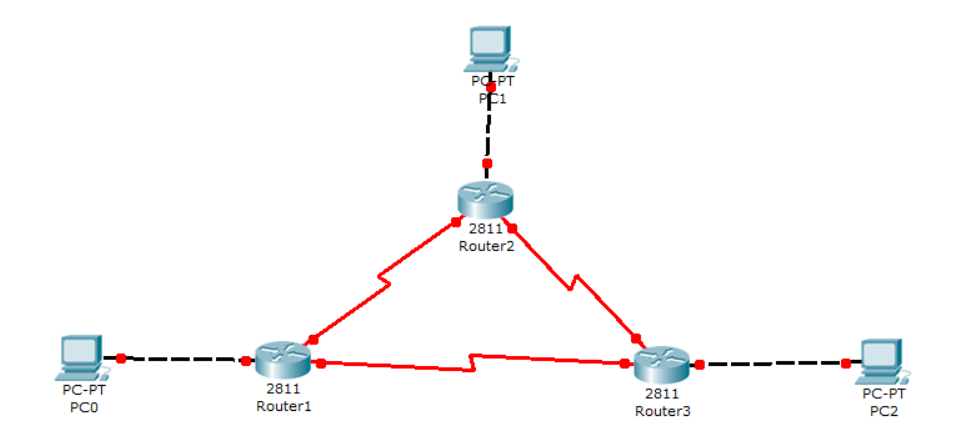 PC-PT
PC1
2811
Router2
PC-PT
PC0
2811
Router1
2811
Router3
PC-PT
PC2